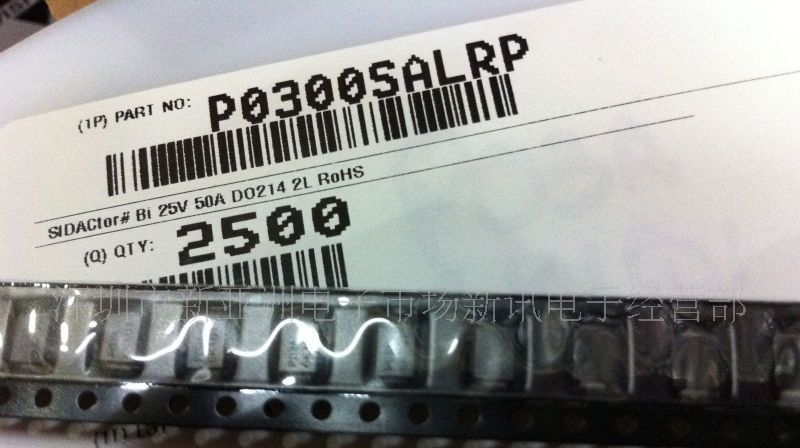 (1P) PART NO: P0300SALRP
SIDACtor# Bi 25V 50A DO214 2L RoHS
(Q) QTY: 2500
深圳市新亚洲电子市场新讯电子经营部